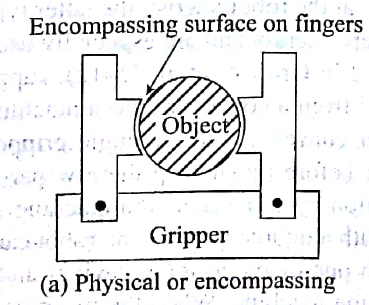 Encompassing surface on fingers
Object
Gripper
(a) Physical or encompassing